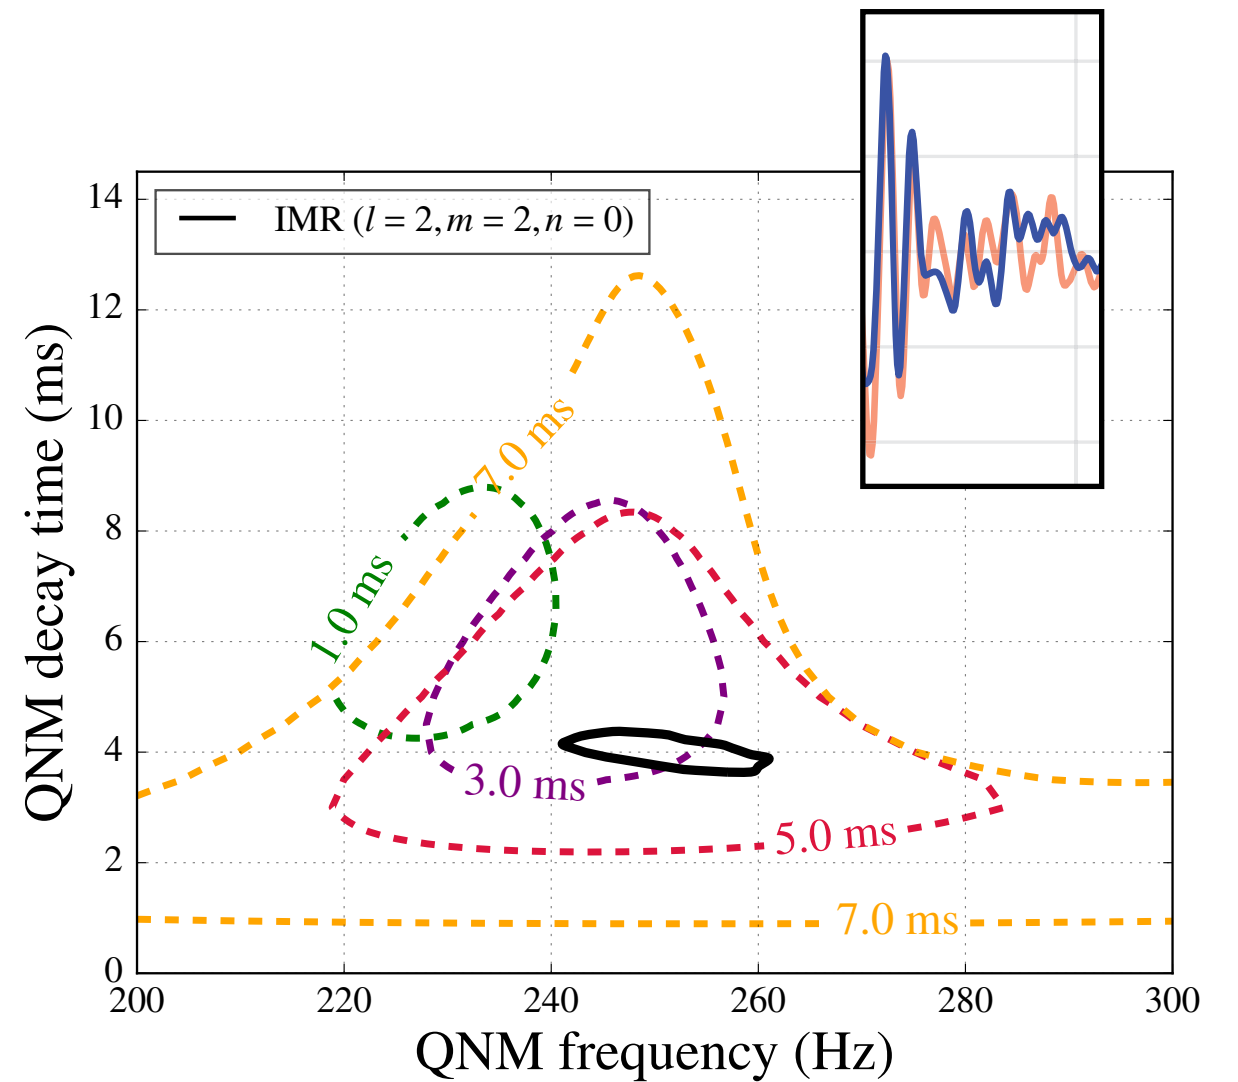 IMR (l = 2, m = 2, n = 0)
QNM decay time (ms)
14
12
10
8
6
4
2
0
7.0 ms
1.0 ms
3.0 ms
5.0 ms
7.0 ms
200
220
240
260
280
300
QNM frequency (Hz)